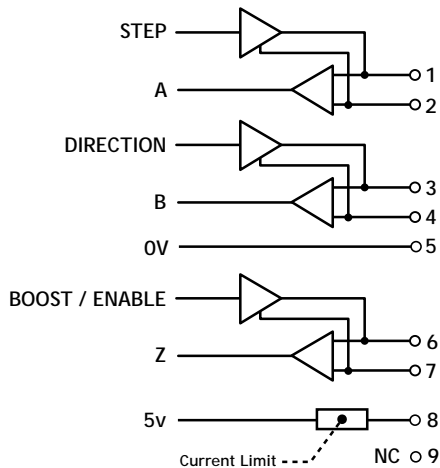 STEP
1
A
2
DIRECTION
3
B
4
0V
5
BOOST / ENABLE
6
Z
7
5v
8
Current Limit
NC
9